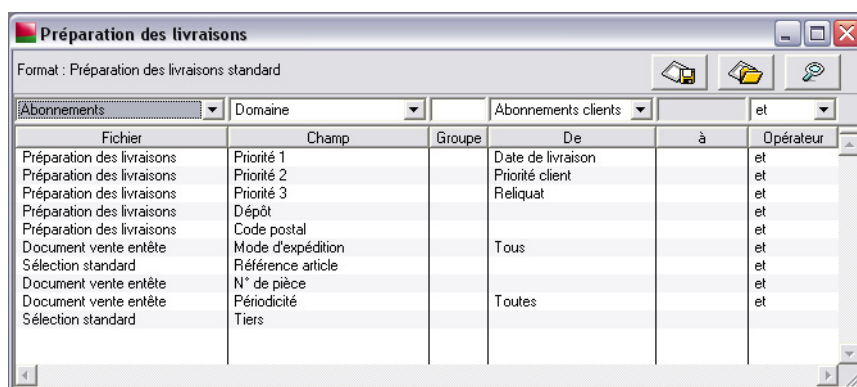 Préparation des livraisons
Format : Préparation des livraisons standard
Abonnements Domaine Abonnements clients et
Fichier Champ Groupe De à Opérateur
Préparation des livraisons Priorité 1 Date de livraison et
Préparation des livraisons Priorité 2 Priorité client et
Préparation des livraisons Priorité 3 Reliquat et
Préparation des livraisons Dépôt et
Préparation des livraisons Code postal et
Document vente entête Mode d'expédition Tous et
Sélection standard Référence article et
Document vente entête N° de pièce et
Document vente entête Périodicité Toutes et
Sélection standard Tiers